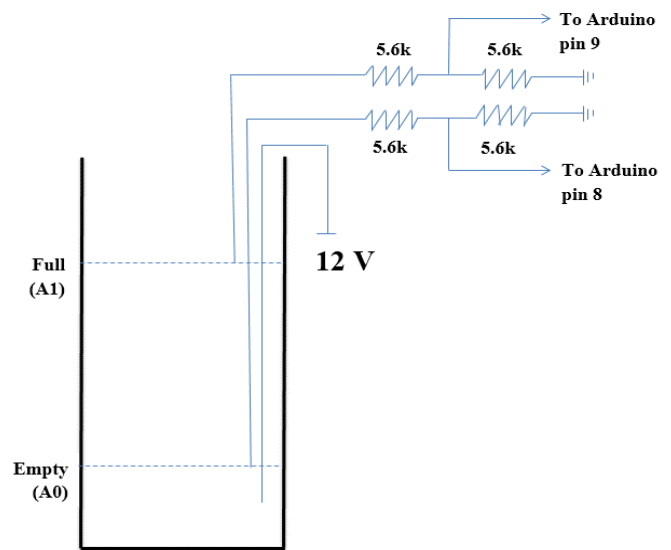 To Arduino
pin 9
5.6k
5.6k
5.6k
5.6k
To Arduino
pin 8
12 V
Full
(A1)
Empty
(A0)